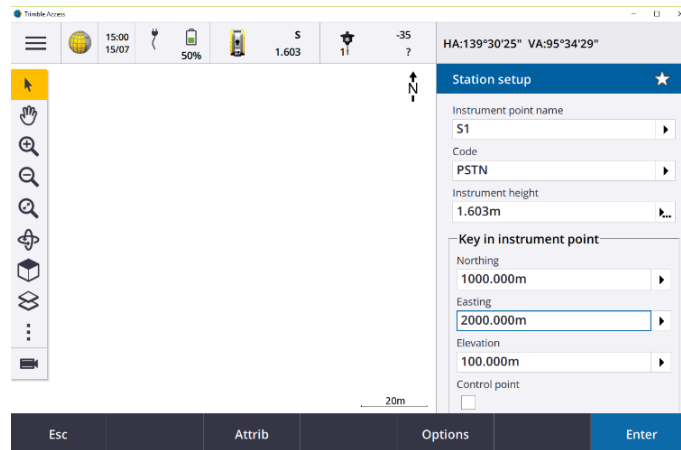 Trimble Access
15:00
15/07
50%
S
1.603
1
-35
?
HA:139°30'25" VA:95°34'29"
N
Station setup
Instrument point name
S1
Code
PSTN
Instrument height
1.603m
Key in instrument point
Northing
1000.000m
Easting
2000.000m
Elevation
100.000m
Control point
20m
Esc
Attrib
Options
Enter